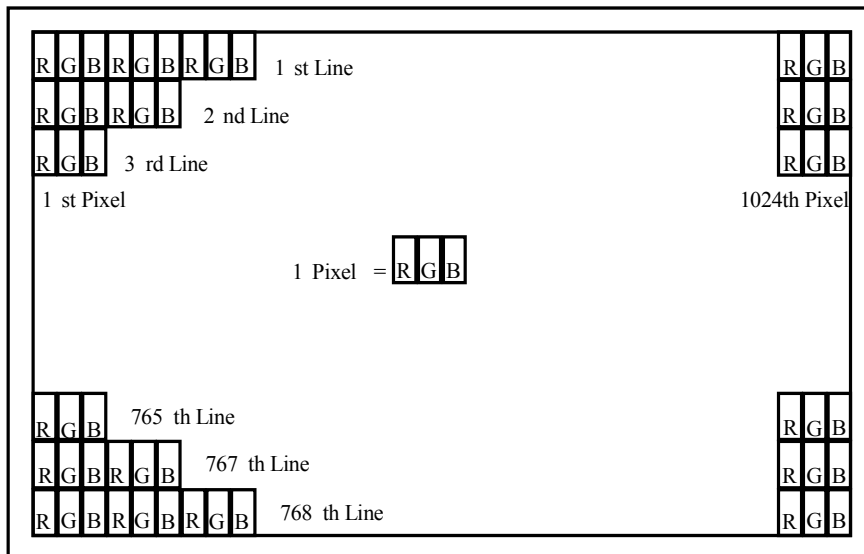 R G B R G B R G B 1 st Line R G B
R G B R G B 2 nd Line R G B
R G B 3 rd Line R G B
1 st Pixel 1024th Pixel
1 Pixel = R G B
R G B 765 th Line R G B
R G B R G B 767 th Line R G B
R G B R G B R G B 768 th Line R G B